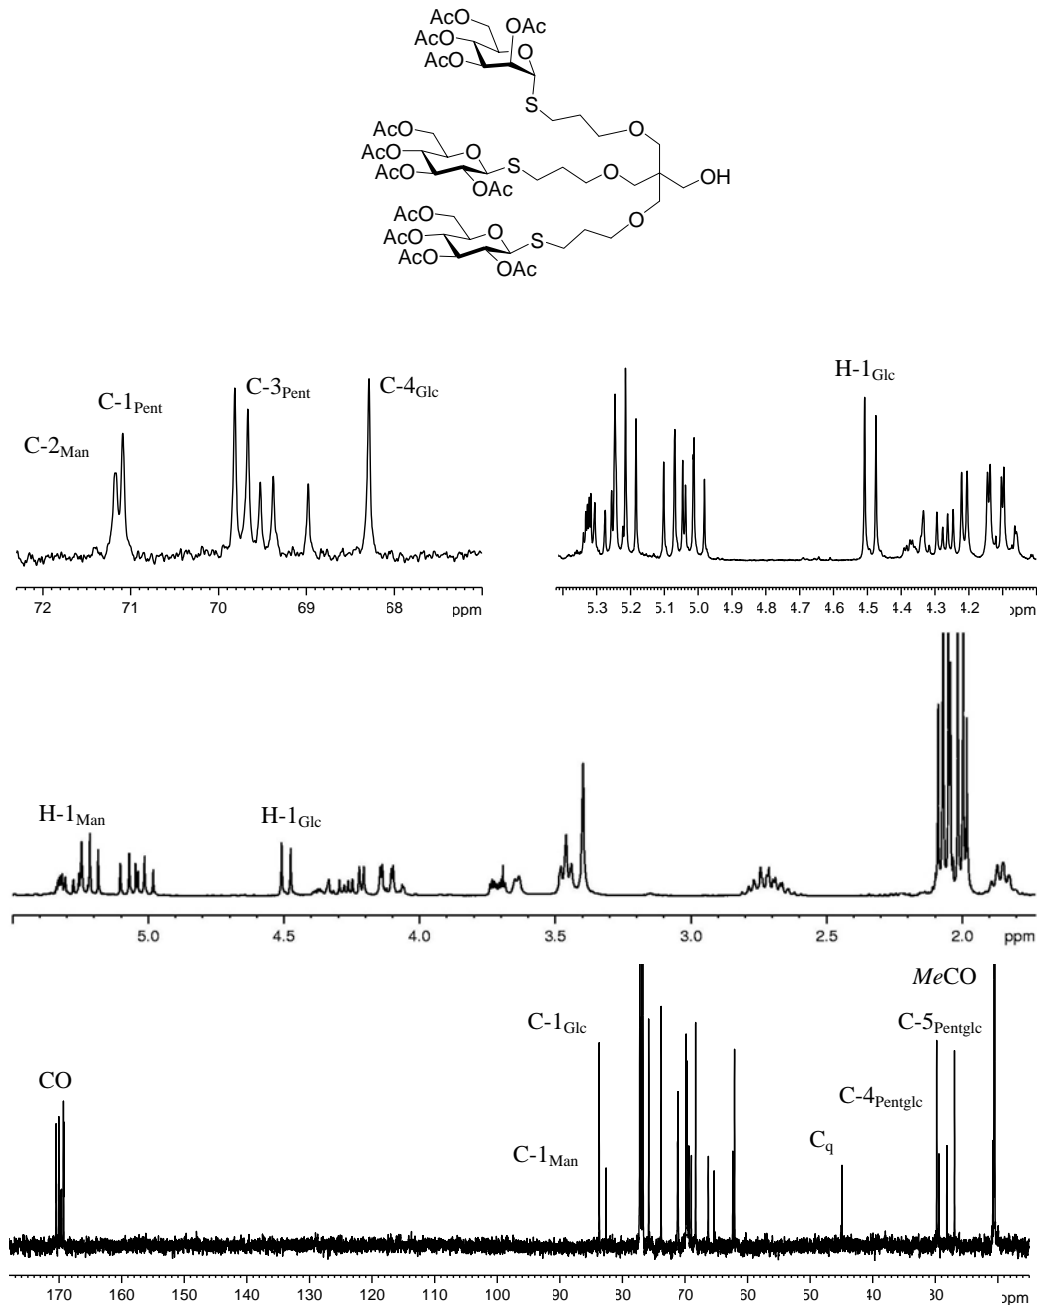 AcO
OAc
AcO
AcO
O
S
O
AcO
AcO
AcO
O
S
O
OH
OAc
AcO
O
AcO
AcO
O
S
OAc
H-1Glc
C-3Pent
C-4Glc
C-1Pent
C-2Man
72 71 70 69 68 ppm
5.3 5.2 5.1 5.0 4.9 4.8 4.7 4.6 4.5 4.4 4.3 4.2 ppm
H-1Man
H-1Glc
5.0 4.5 4.0 3.5 3.0 2.5 2.0 ppm
MeCO
C-1Glc
C-5Pentglc
CO
C-4Pentglc
C-1Man
Cq
170 160 150 140 130 120 110 100 90 80 70 60 50 40 30 ppm